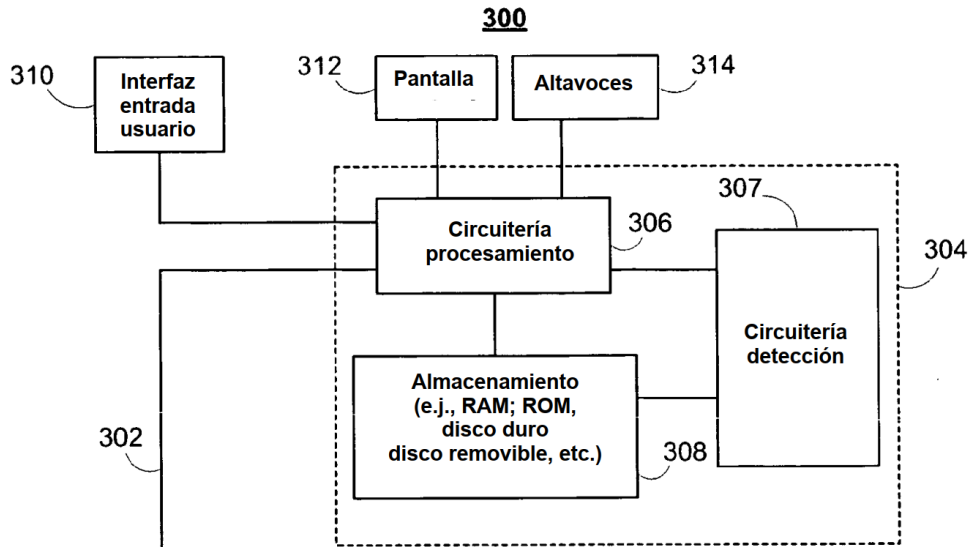 300
310
Interfaz
entrada
usuario
312
Pantalla
Altavoces
314
307
Circuitería
procesamiento
306
304
Circuitería
detección
Almacenamiento
(e.j., RAM; ROM,
disco duro
disco removible, etc.)
302
308